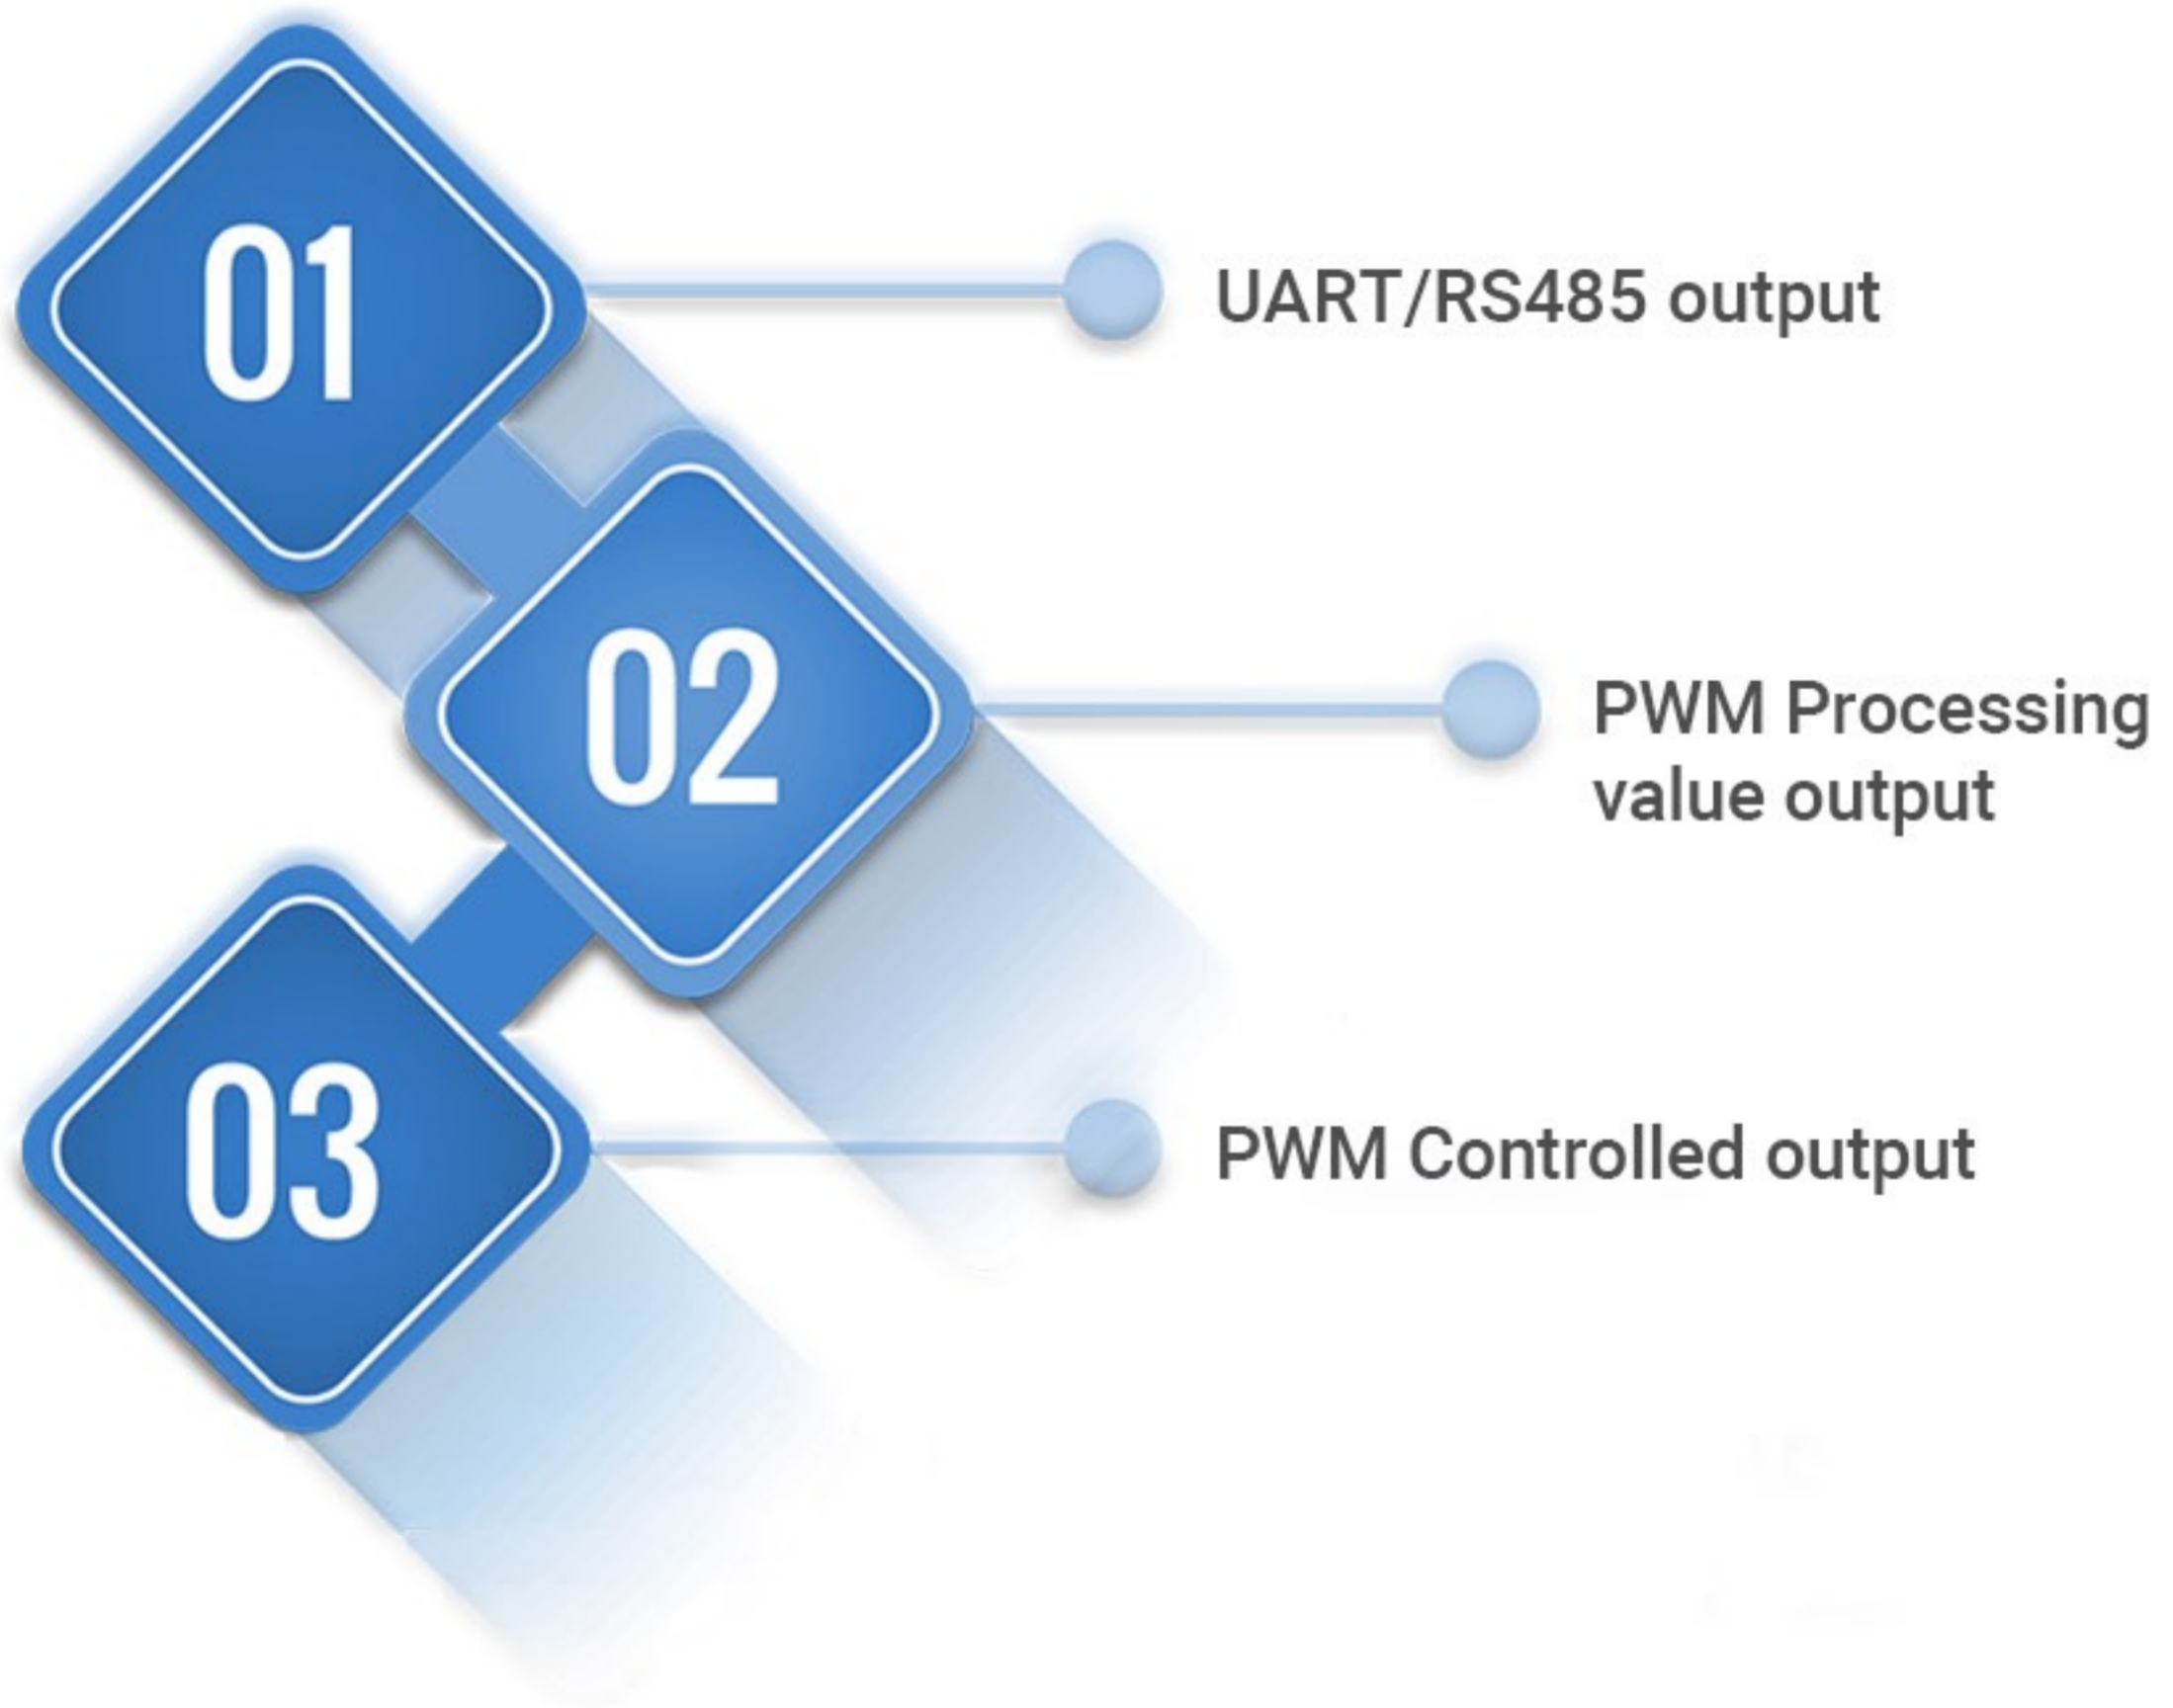 01
UART/RS485 output
02
PWM Processing
value output
03
PWM Controlled output